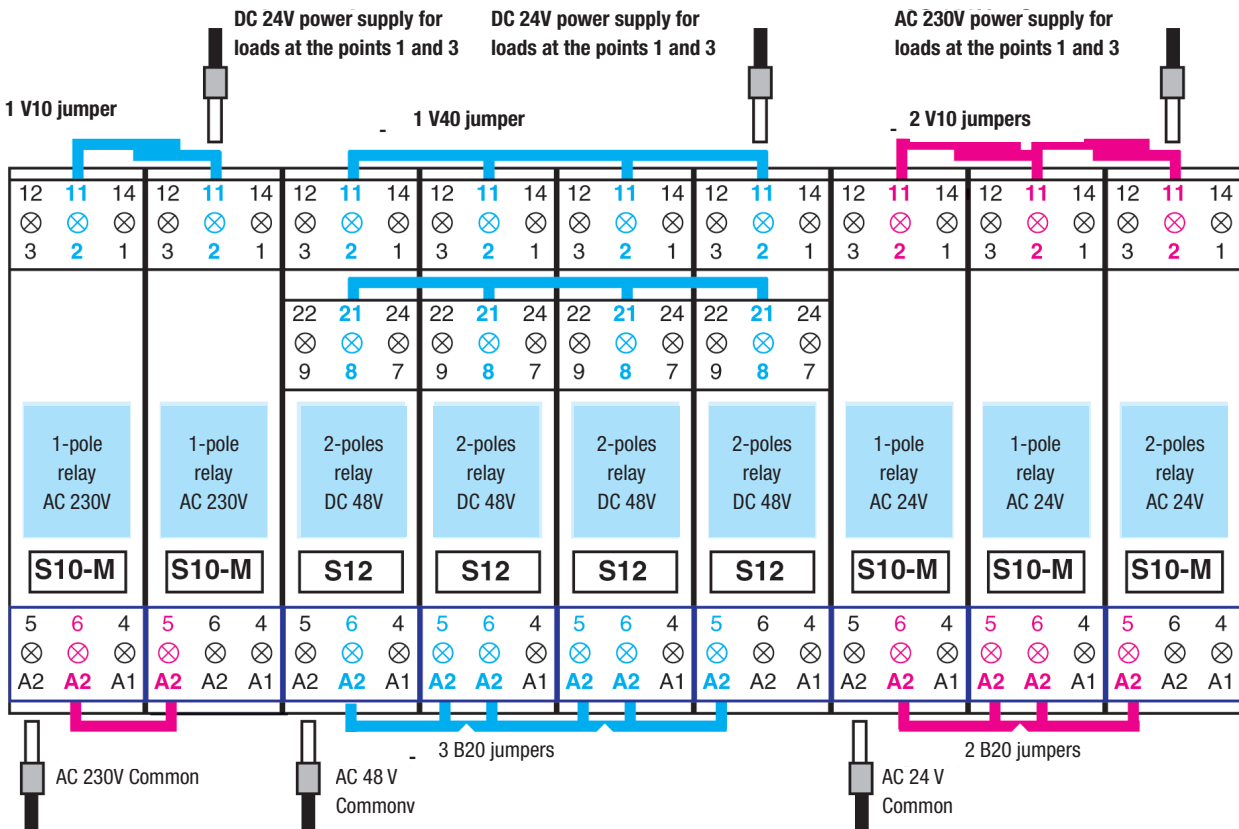 DC 24V power supply for
loads at the points 1 and 3
DC 24V power supply for
loads at the points 1 and 3
AC 230V power supply for
loads at the points 1 and 3
1 V10 jumper
1 V40 jumper
2 V10 jumpers
12 11 14 12 11 14 12 11 14 12 11 14 12 11 14 12 11 14 12 11 14 12 11 14 12 11 14
3 2 1 3 2 1 3 2 1 3 2 1 3 2 1 3 2 1 3 2 1 3 2 1 3 2 1
22 21 24 22 21 24 22 21 24 22 21 24
9 8 7 9 8 7 9 8 7 9 8 7
1-pole
relay
AC 230V
1-pole
relay
AC 230V
2-poles
relay
DC 48V
2-poles
relay
DC 48V
2-poles
relay
DC 48V
2-poles
relay
DC 48V
1-pole
relay
AC 24V
1-pole
relay
AC 24V
2-poles
relay
AC 24V
S10-M S10-M S12 S12 S12 S12 S10-M S10-M S10-M
5 6 4 5 6 4 5 6 4 5 6 4 5 6 4 5 6 4 5 6 4 5 6 4 5 6 4
A2 A2 A1 A2 A2 A1 A2 A2 A1 A2 A2 A1 A2 A2 A1 A2 A2 A1 A2 A2 A1 A2 A2 A1 A2 A2 A1
3 B20 jumpers
2 B20 jumpers
AC 230V Common
AC 48 V
Commonv
AC 24 V
Common